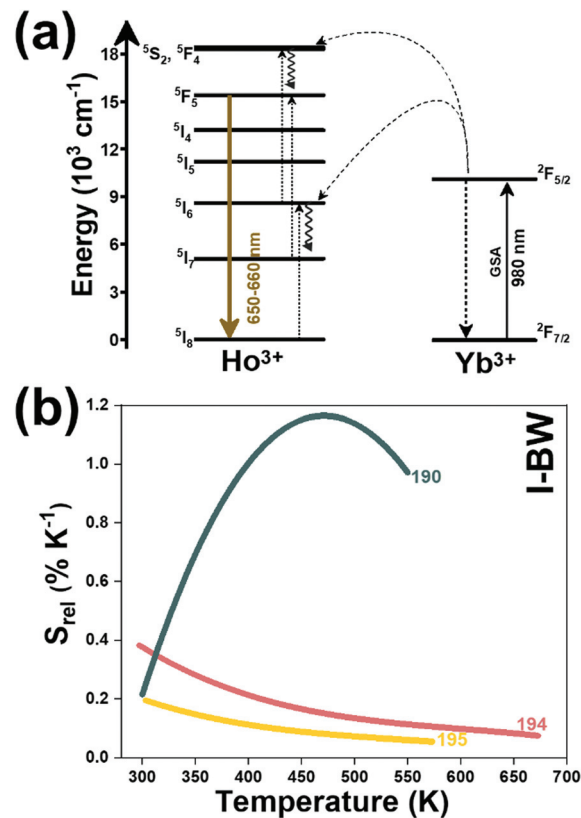 (a)
Energy (10³ cm⁻¹)
18
15
12
9
6
3
0
⁵S₂, ⁵F₄
⁵F₅
⁵I₄
⁵I₅
⁵I₆
⁵I₇
⁵I₈
650-660 nm
Ho³⁺
²F₅/₂
GSA
980 nm
²F₇/₂
Yb³⁺
(b)
I-BW
S_rel (% K⁻¹)
1.2
1.0
0.8
0.6
0.4
0.2
0.0
190
194
195
300 350 400 450 500 550 600 650 700
Temperature (K)